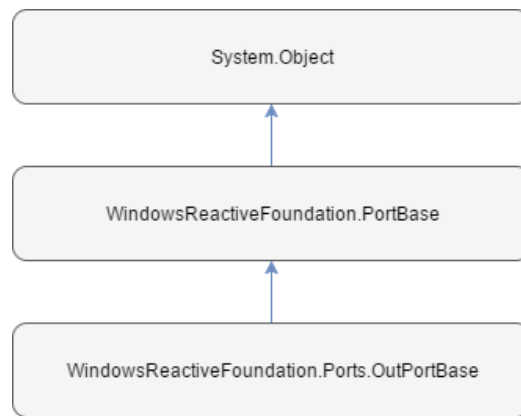 System.Object
WindowsReactiveFoundation.PortBase
WindowsReactiveFoundation.Ports.OutPortBase